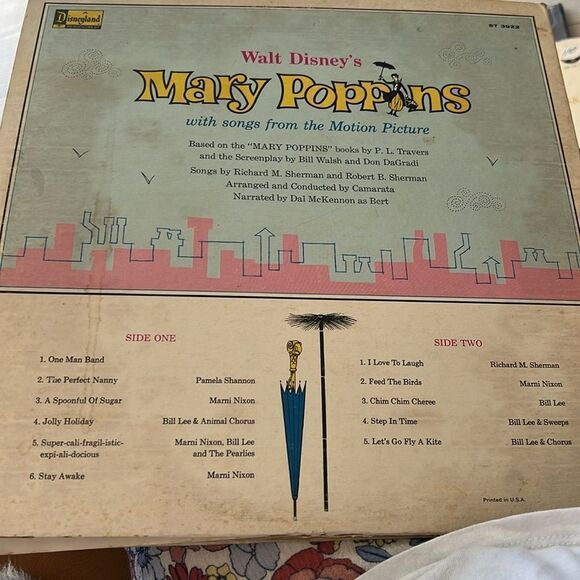 Disneyland
ST 3922
Walt Disney's
Mary Poppins
with songs from the Motion Picture
Based on the "MARY POPPINS" books by P. L. Travers
and the Screenplay by Bill Walsh and Don DaGradi
Songs by Richard M. Sherman and Robert B. Sherman
Arranged and Conducted by Camarata
Narrated by Dal McKennon as Bert
SIDE ONE
1. One Man Band
2. The Perfect Nanny Pamela Shannon
3. A Spoonful Of Sugar Marni Nixon
4. Jolly Holiday Bill Lee & Animal Chorus
5. Super-cali-fragil-istic- Marni Nixon, Bill Lee
expi-ali-docious and The Pearlies
6. Stay Awake Marni Nixon
SIDE TWO
1. I Love To Laugh Richard M. Sherman
2. Feed The Birds Marni Nixon
3. Chim Chim Cheree Bill Lee
4. Step In Time Bill Lee & Sweeps
5. Let's Go Fly A Kite Bill Lee & Chorus
Printed in U.S.A.